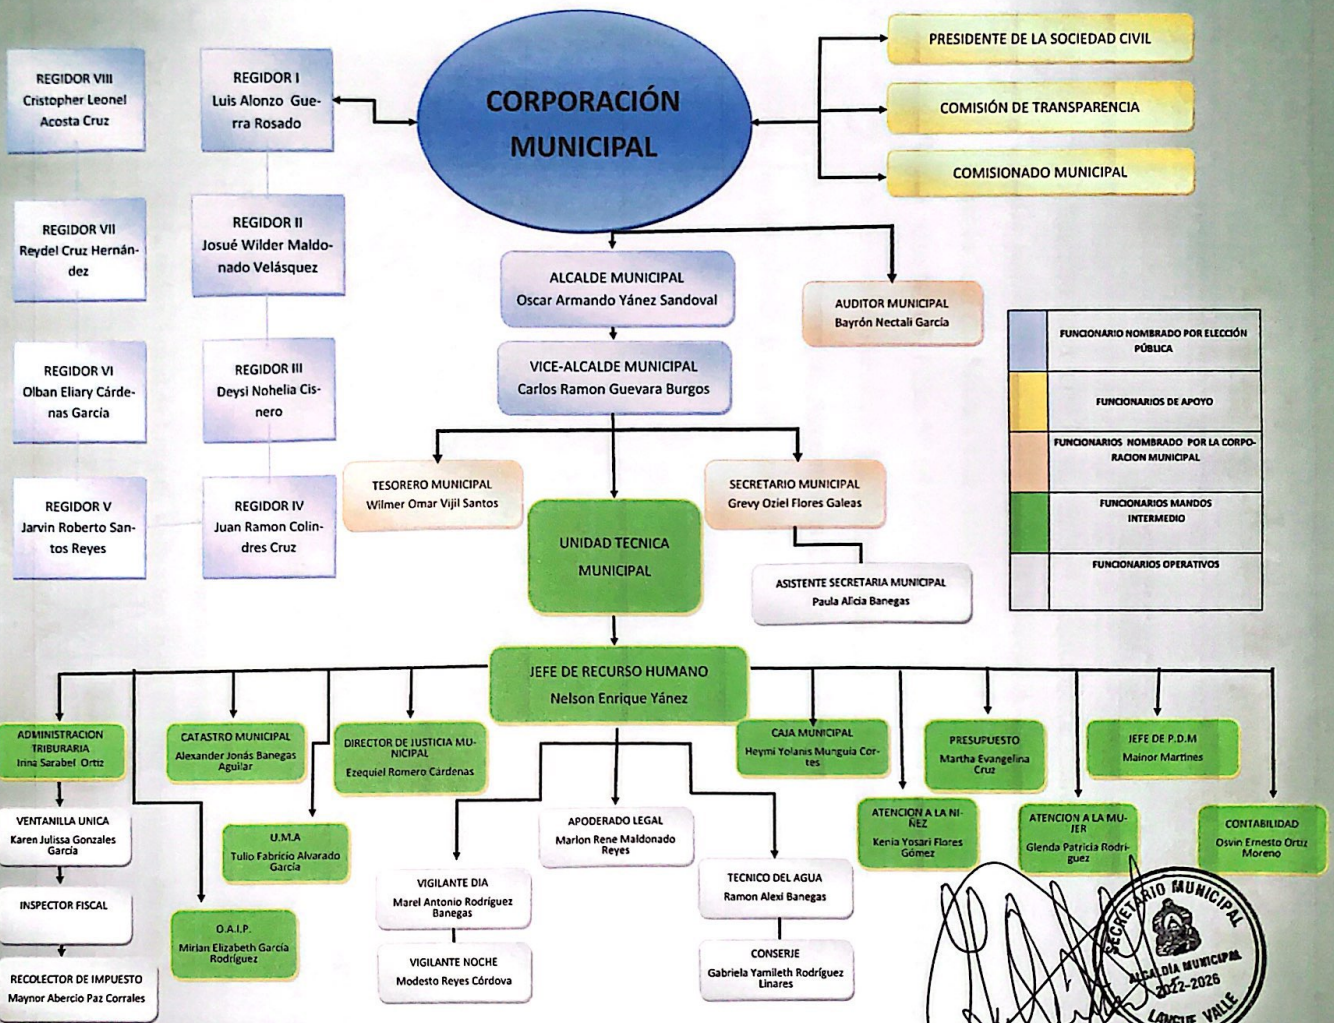 CORPORACIÓN
MUNICIPAL
PRESIDENTE DE LA SOCIEDAD CIVIL
COMISIÓN DE TRANSPARENCIA
COMISIONADO MUNICIPAL
REGIDOR VIII
Cristopher Leonel
Acosta Cruz
REGIDOR I
Luis Alonzo Gue-
rra Rosado
REGIDOR VII
Reydel Cruz Hernán-
dez
REGIDOR II
Josué Wilder Maldo-
nado Velásquez
REGIDOR VI
Olban Eliary Cárde-
nas García
REGIDOR III
Deysi Nohelia Cis-
nero
REGIDOR V
Jarvin Roberto San-
tos Reyes
REGIDOR IV
Juan Ramon Colin-
dres Cruz
ALCALDE MUNICIPAL
Oscar Armando Yánez Sandoval
AUDITOR MUNICIPAL
Bayrón Nectali García
VICE-ALCALDE MUNICIPAL
Carlos Ramon Guevara Burgos
FUNCIONARIO NOMBRADO POR ELECCIÓN
PÚBLICA
FUNCIONARIOS DE APOYO
FUNCIONARIOS NOMBRADO POR LA CORPO-
RACION MUNICIPAL
FUNCIONARIOS MANDOS
INTERMEDIO
FUNCIONARIOS OPERATIVOS
TESORERO MUNICIPAL
Wilmer Omar Vijil Santos
SECRETARIO MUNICIPAL
Grevy Oziel Flores Galeas
UNIDAD TECNICA
MUNICIPAL
ASISTENTE SECRETARIA MUNICIPAL
Paula Alicia Banegas
JEFE DE RECURSO HUMANO
Nelson Enrique Yánez
ADMINISTRACION
TRIBURARIA
Irina Sarabel Ortiz
CATASTRO MUNICIPAL
Alexander Jonás Banegas
Aguilar
DIRECTOR DE JUSTICIA MU-
NICIPAL
Ezequiel Romero Cárdenas
CAJA MUNICIPAL
Heymi Yolanis Munguia Cor-
tes
PRESUPUESTO
Martha Evangelina
Cruz
JEFE DE P.D.M
Mainor Martínes
VENTANILLA UNICA
Karen Julissa Gonzales
García
U.M.A
Tulio Fabricio Alvarado
García
APODERADO LEGAL
Marlon Rene Maldonado
Reyes
ATENCION A LA NI-
ÑEZ
Kenia Yosari Flores
Gómez
ATENCION A LA MU-
JER
Glenda Patricia Rodri-
guez
CONTABILIDAD
Osvin Ernesto Ortiz
Moreno
INSPECTOR FISCAL
O.A.I.P.
Mirian Elizabeth García
Rodríguez
VIGILANTE DIA
Marel Antonio Rodríguez
Banegas
TECNICO DEL AGUA
Ramon Alexi Banegas
RECOLECTOR DE IMPUESTO
Maynor Abercio Paz Corrales
VIGILANTE NOCHE
Modesto Reyes Córdova
CONSERJE
Gabriela Yamileth Rodríguez
Linares
SECRETARIO MUNICIPAL
ALCALDÍA MUNICIPAL
2022-2026
LANGUE VALLE